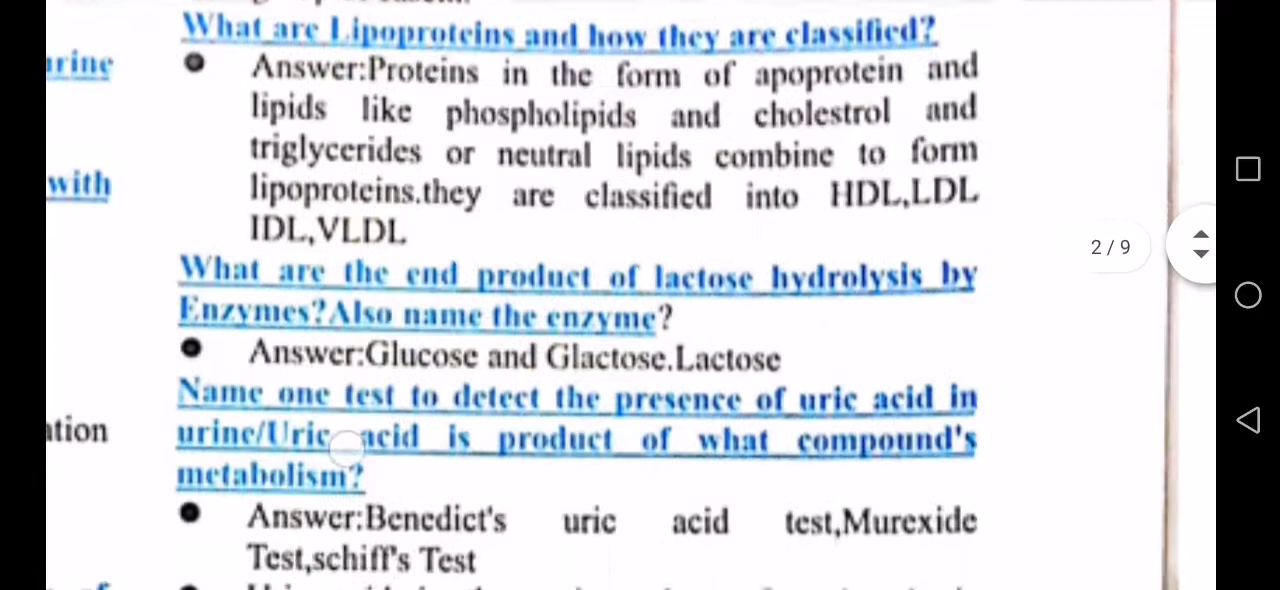 What are Lipoproteins and how they are classified?
urine
Answer:Proteins in the form of apoprotein and
lipids like phospholipids and cholestrol and
triglycerides or neutral lipids combine to form
with
lipoproteins.they are classified into HDL,LDL
IDL,VLDL
2 / 9
What are the end product of lactose hydrolysis by
Enzymes?Also name the enzyme?
Answer:Glucose and Glactose.Lactose
Name one test to detect the presence of uric acid in
ation
urine/Uric acid is product of what compound's
metabolism?
Answer:Benedict's uric acid test,Murexide
Test,schiff's Test